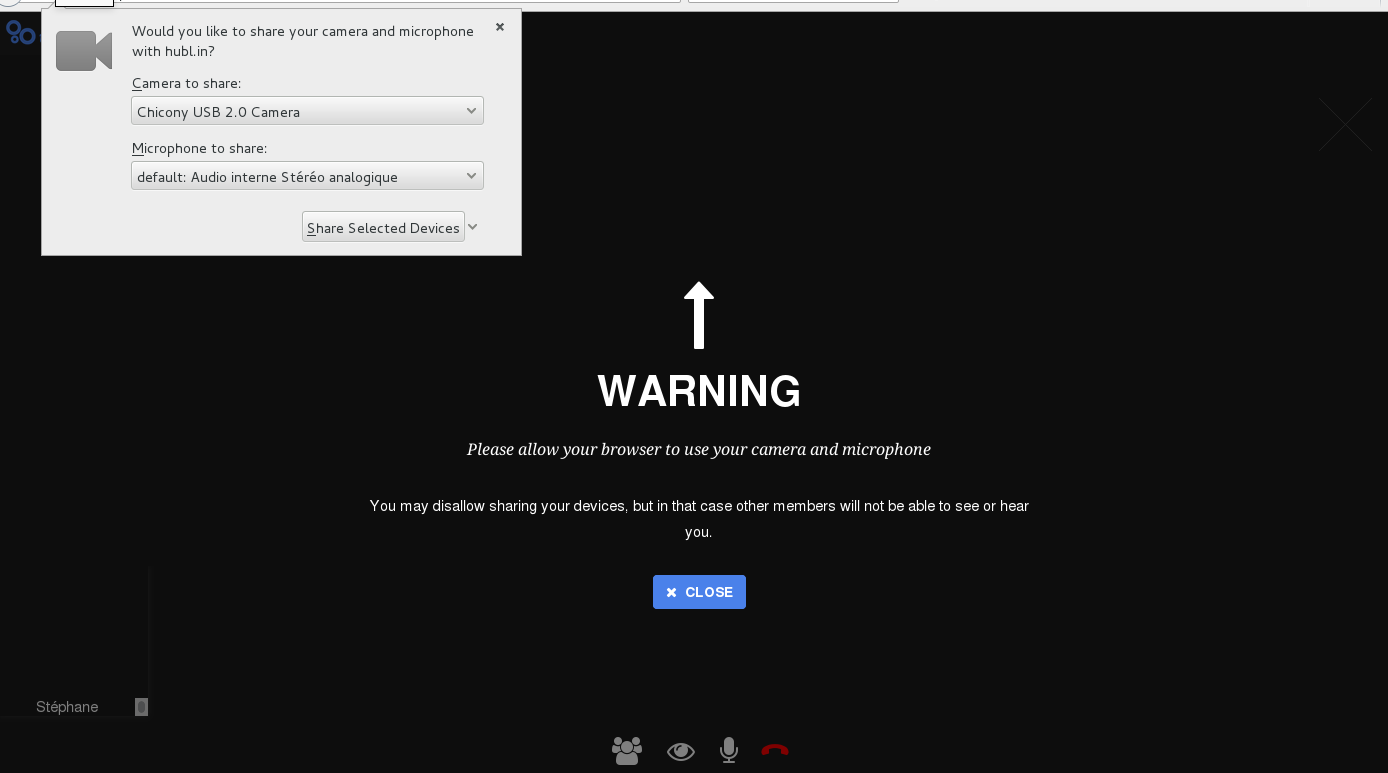 Would you like to share your camera and microphone
with hubl.in?
Camera to share:
Chicony USB 2.0 Camera
Microphone to share:
default: Audio interne Stéréo analogique
Share Selected Devices
WARNING
Please allow your browser to use your camera and microphone
You may disallow sharing your devices, but in that case other members will not be able to see or hear
you.
CLOSE
Stéphane